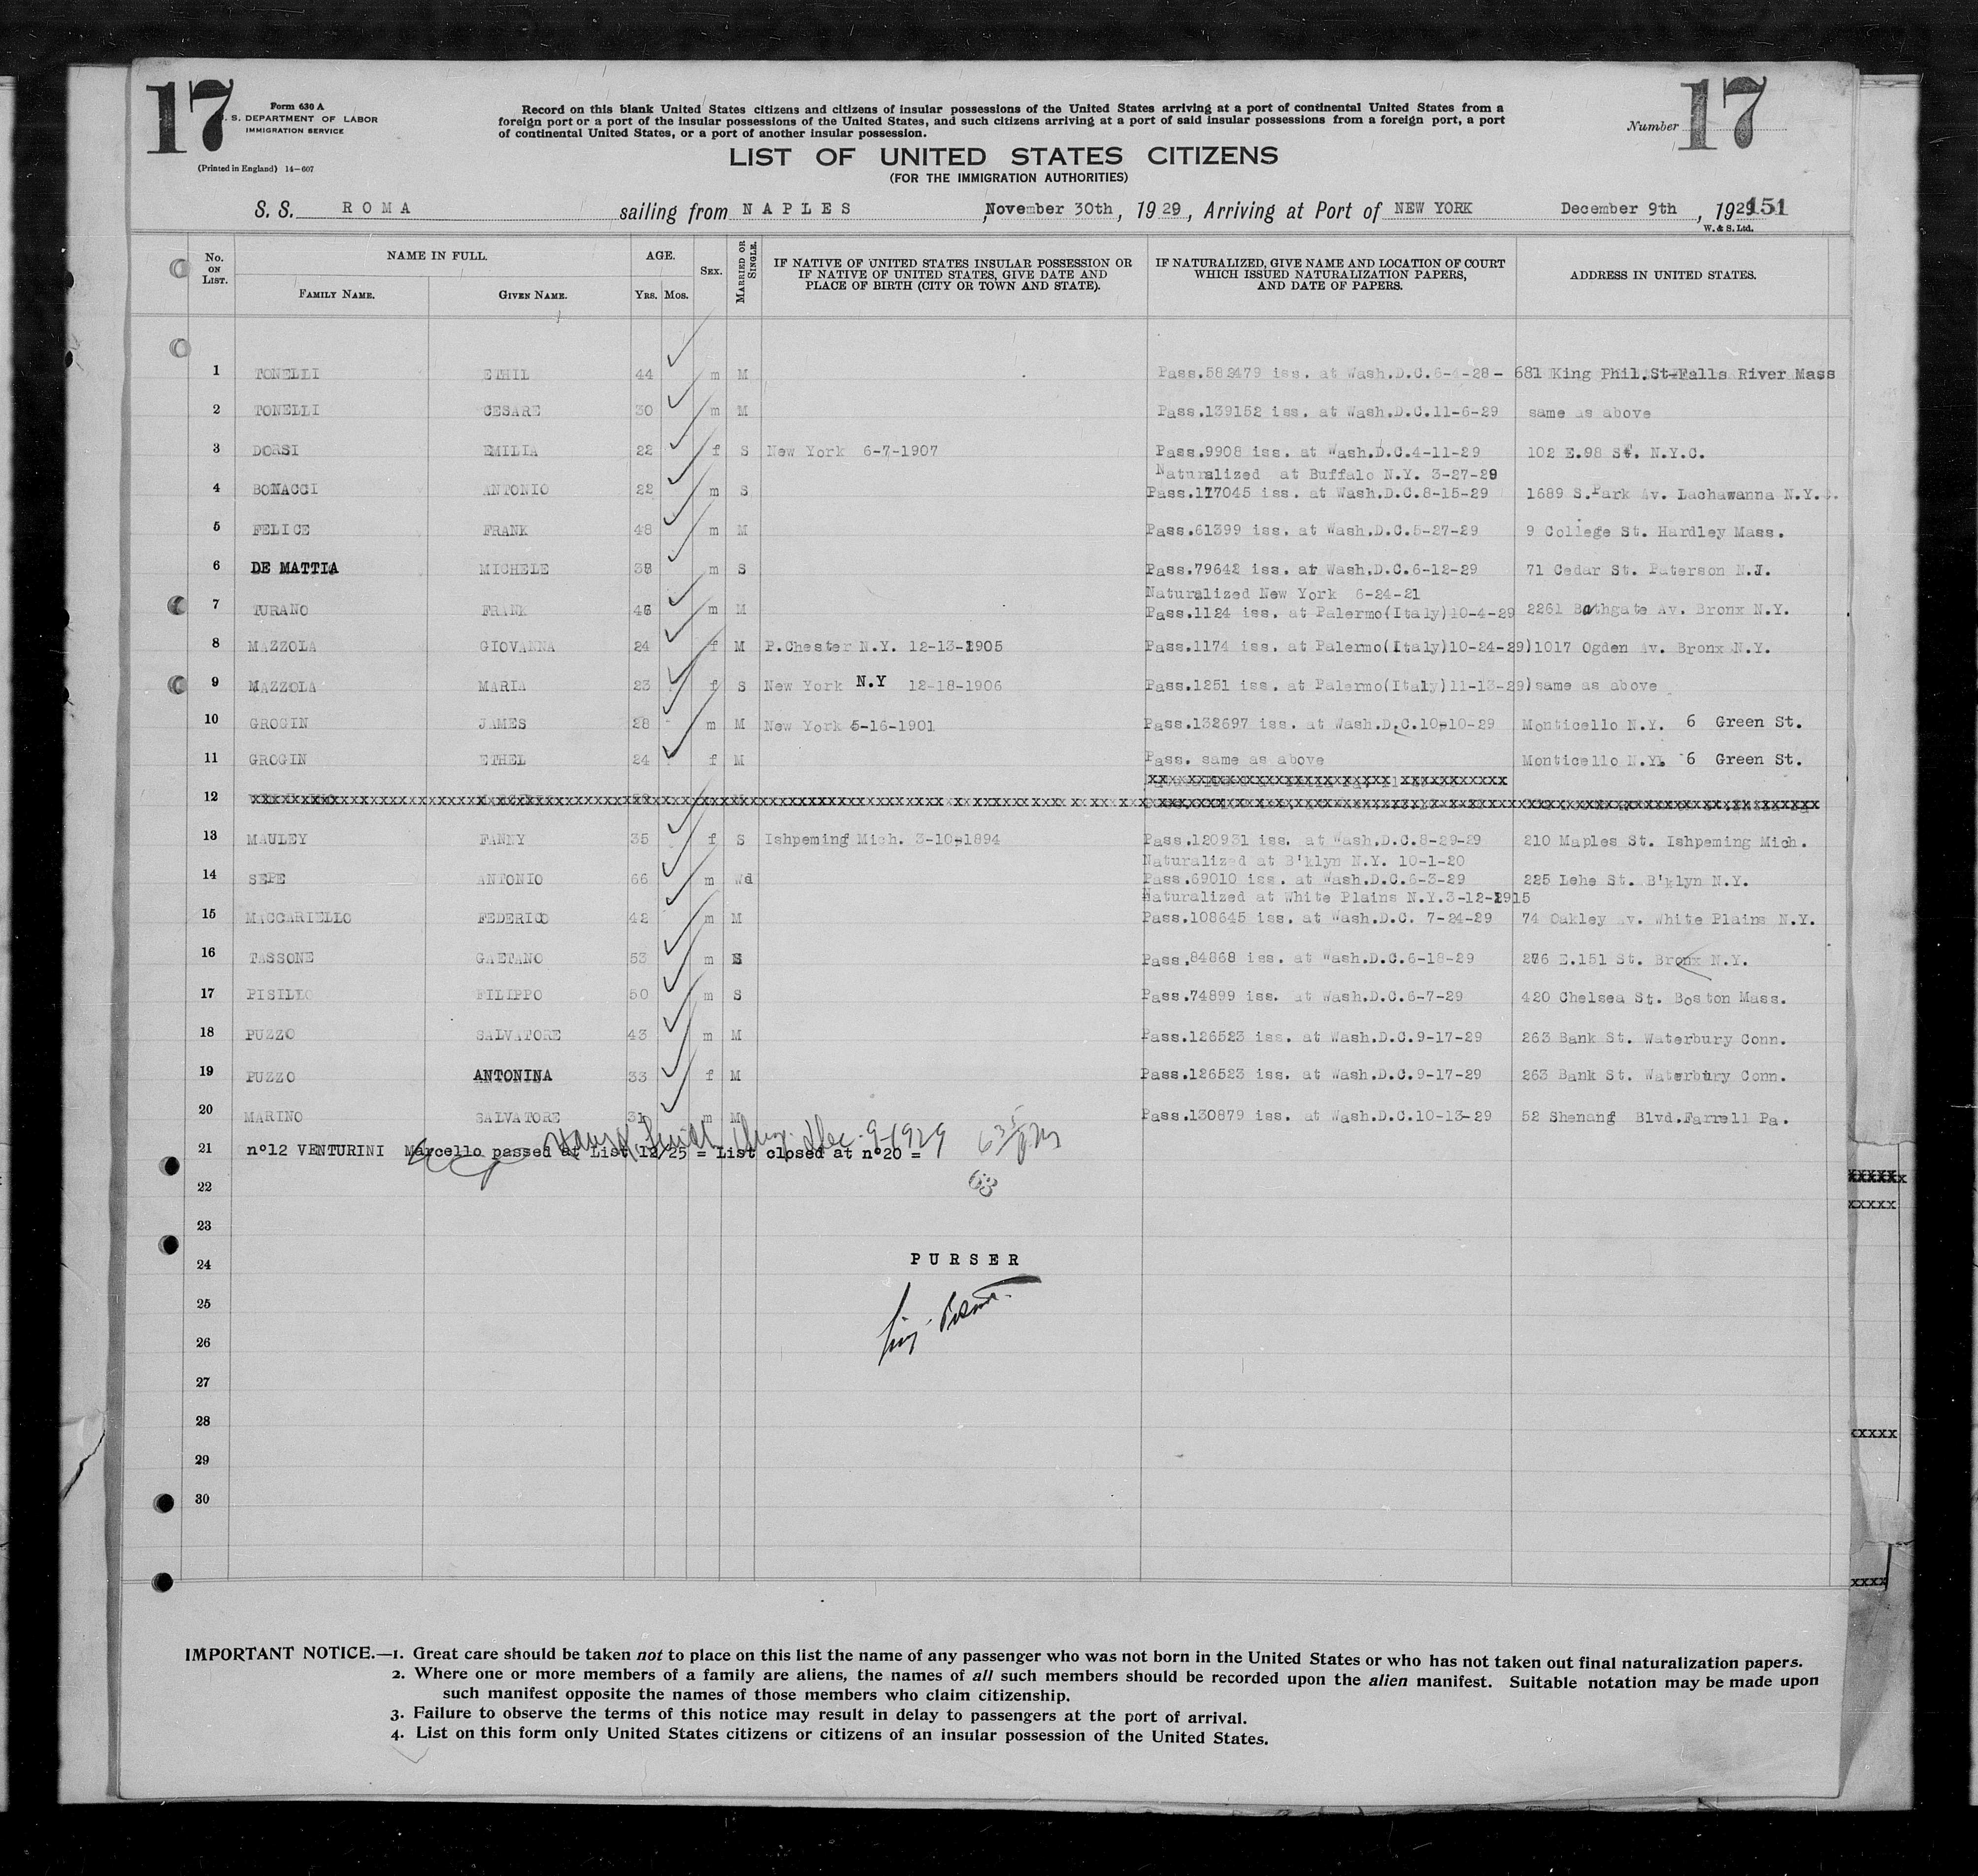 17
Form 630 A
U. S. DEPARTMENT OF LABOR
IMMIGRATION SERVICE
(Printed in England) 14—607
Record on this blank United States citizens and citizens of insular possessions of the United States arriving at a port of continental United States from a
foreign port or a port of the insular possessions of the United States, and such citizens arriving at a port of said insular possessions from a foreign port, a port
of continental United States, or a port of another insular possession.
Number 17
LIST OF UNITED STATES CITIZENS
(FOR THE IMMIGRATION AUTHORITIES)
S. S. ROMA sailing from NAPLES, November 30th, 1929, Arriving at Port of NEW YORK December 9th, 1929 151
W. & S. Ltd.
No. ON LIST. NAME IN FULL. AGE. SEX. MARRIED OR SINGLE. IF NATIVE OF UNITED STATES INSULAR POSSESSION OR IF NATIVE OF UNITED STATES, GIVE DATE AND PLACE OF BIRTH (CITY OR TOWN AND STATE). IF NATURALIZED, GIVE NAME AND LOCATION OF COURT WHICH ISSUED NATURALIZATION PAPERS, AND DATE OF PAPERS. ADDRESS IN UNITED STATES.
FAMILY NAME. GIVEN NAME. YRS. MOS.
1 TONELLI ETHIL 44 m M Pass.582479 iss. at Wash.D.C.6-4-28- 681 King Phil.St-Falls River Mass
2 TONELLI CESARE 30 m M Pass.139152 iss. at Wash.D.C.11-6-29 same as above
3 DORSI EMILIA 22 f S New York 6-7-1907 Pass.9908 iss. at Wash.D.C.4-11-29 102 E.98 St. N.Y.C.
Naturalized at Buffalo N.Y. 3-27-29
4 BONACCI ANTONIO 22 m S Pass.117045 iss. at Wash.D.C.8-15-29 1689 S.Park Av. Lachawanna N.Y.
5 FELICE FRANK 48 m M Pass.61399 iss. at Wash.D.C.5-27-29 9 College St. Hardley Mass.
6 DE MATTIA MICHELE m S Pass.79642 iss. at Wash.D.C.6-12-29 71 Cedar St. Paterson N.J.
Naturalized New York 6-24-21
7 TURANO FRANK m M Pass.1124 iss. at Palermo(Italy)10-4-29 2261 Bathgate Av. Bronx N.Y.
8 MAZZOLA GIOVANNA 24 f M P.Chester N.Y. 12-13-1905 Pass.1174 iss. at Palermo(Italy)10-24-29) 1017 Ogden Av. Bronx N.Y.
9 MAZZOLA MARIA 23 f S New York N.Y 12-18-1906 Pass.1251 iss. at Palermo(Italy)11-13-29) same as above
10 GROGIN JAMES 28 m M New York 5-16-1901 Pass.132697 iss. at Wash.D.C.10-10-29 Monticello N.Y. 6 Green St.
11 GROGIN ETHEL 24 f M Pass. same as above Monticello N.Y. 6 Green St.
12
13 MAULEY FANNY 35 f S Ishpeming Mich. 3-10-1894 Pass.120931 iss. at Wash.D.C.8-29-29 210 Maples St. Ishpeming Mich.
Naturalized at B'klyn N.Y. 10-1-20
14 SEPE ANTONIO 66 m Wd Pass.69010 iss. at Wash.D.C.6-3-29 225 Lehe St. B'klyn N.Y.
Naturalized at White Plains N.Y.3-12-1915
15 MACCARIELLO FEDERICO 42 m M Pass.108645 iss. at Wash.D.C. 7-24-29 74 Oakley Av. White Plains N.Y.
16 TASSONE GAETANO 53 m S Pass.84868 iss. at Wash.D.C.6-18-29 276 E.151 St. Bronx N.Y.
17 PISILLO FILIPPO 50 m S Pass.74899 iss. at Wash.D.C.6-7-29 420 Chelsea St. Boston Mass.
18 PUZZO SALVATORE 43 m M Pass.126523 iss. at Wash.D.C.9-17-29 263 Bank St. Waterbury Conn.
19 PUZZO ANTONINA 33 f M Pass.126523 iss. at Wash.D.C.9-17-29 263 Bank St. Waterbury Conn.
20 MARINO SALVATORE 31 m M Pass.130879 iss. at Wash.D.C.10-13-29 52 Shenang Blvd.Farrell Pa.
Dec. 9-1929
21 n°12 VENTURINI Marcello passed at List 12/25 = List closed at n°20 =
22
63
23
24 PURSER
25
26
27
28
29
30
IMPORTANT NOTICE.—1. Great care should be taken not to place on this list the name of any passenger who was not born in the United States or who has not taken out final naturalization papers.
2. Where one or more members of a family are aliens, the names of all such members should be recorded upon the alien manifest. Suitable notation may be made upon
such manifest opposite the names of those members who claim citizenship.
3. Failure to observe the terms of this notice may result in delay to passengers at the port of arrival.
4. List on this form only United States citizens or citizens of an insular possession of the United States.